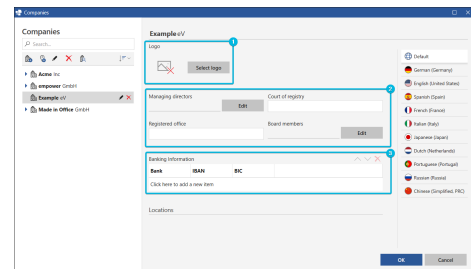 Companies
Companies
Search...
Acme Inc
empower GmbH
Example eV
Made in Office GmbH
Example eV
Logo
1
Select logo
2
Managing directors
Court of registry
Edit
Registered office
Board members
Edit
3
Banking Information
Bank IBAN BIC
Click here to add a new item
Locations
Default
German (Germany)
English (United States)
Spanish (Spain)
French (France)
Italian (Italy)
Japanese (Japan)
Dutch (Netherlands)
Portuguese (Portugal)
Russian (Russia)
Chinese (Simplified, PRC)
OK Cancel